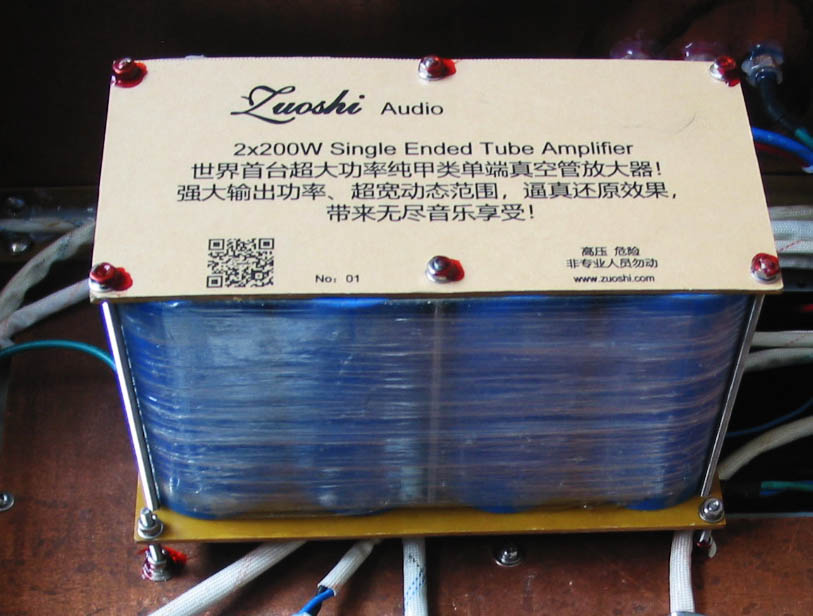 Zuoshi Audio
2x200W Single Ended Tube Amplifier
世界首台超大功率纯甲类单端真空管放大器！
强大输出功率、超宽动态范围，逼真还原效果，
带来无尽音乐享受！
No：01
高压 危险
非专业人员勿动
www.zuoshi.com